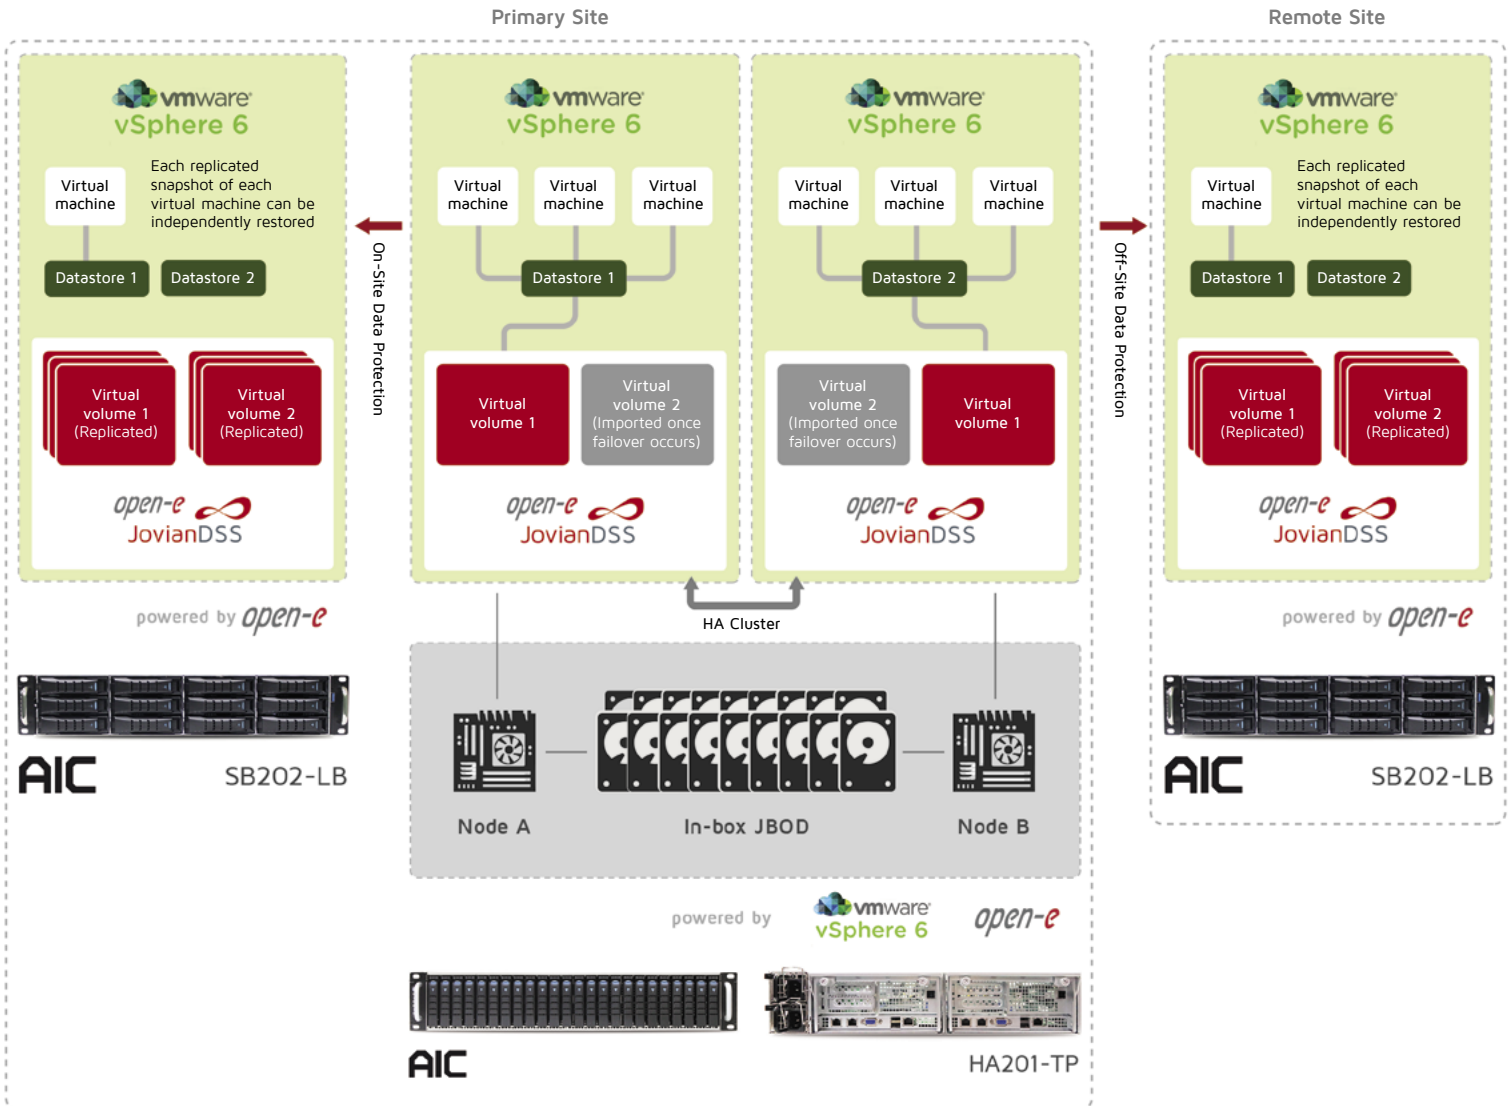 Primary Site
Remote Site
vmware®
vSphere 6
Virtual
machine
Each replicated
snapshot of each
virtual machine can be
independently restored
Datastore 1
Datastore 2
Virtual
volume 1
(Replicated)
Virtual
volume 2
(Replicated)
open-e
JovianDSS
powered by open-e
AIC
SB202-LB
On-Site Data Protection
vmware®
vSphere 6
Virtual
machine
Virtual
machine
Virtual
machine
Datastore 1
Virtual
volume 1
Virtual
volume 2
(Imported once
failover occurs)
open-e
JovianDSS
vmware®
vSphere 6
Virtual
machine
Virtual
machine
Virtual
machine
Datastore 2
Virtual
volume 2
(Imported once
failover occurs)
Virtual
volume 1
open-e
JovianDSS
HA Cluster
Node A
In-box JBOD
Node B
powered by
vmware®
vSphere 6
open-e
AIC
HA201-TP
Off-Site Data Protection
vmware®
vSphere 6
Virtual
machine
Each replicated
snapshot of each
virtual machine can be
independently restored
Datastore 1
Datastore 2
Virtual
volume 1
(Replicated)
Virtual
volume 2
(Replicated)
open-e
JovianDSS
powered by open-e
AIC
SB202-LB